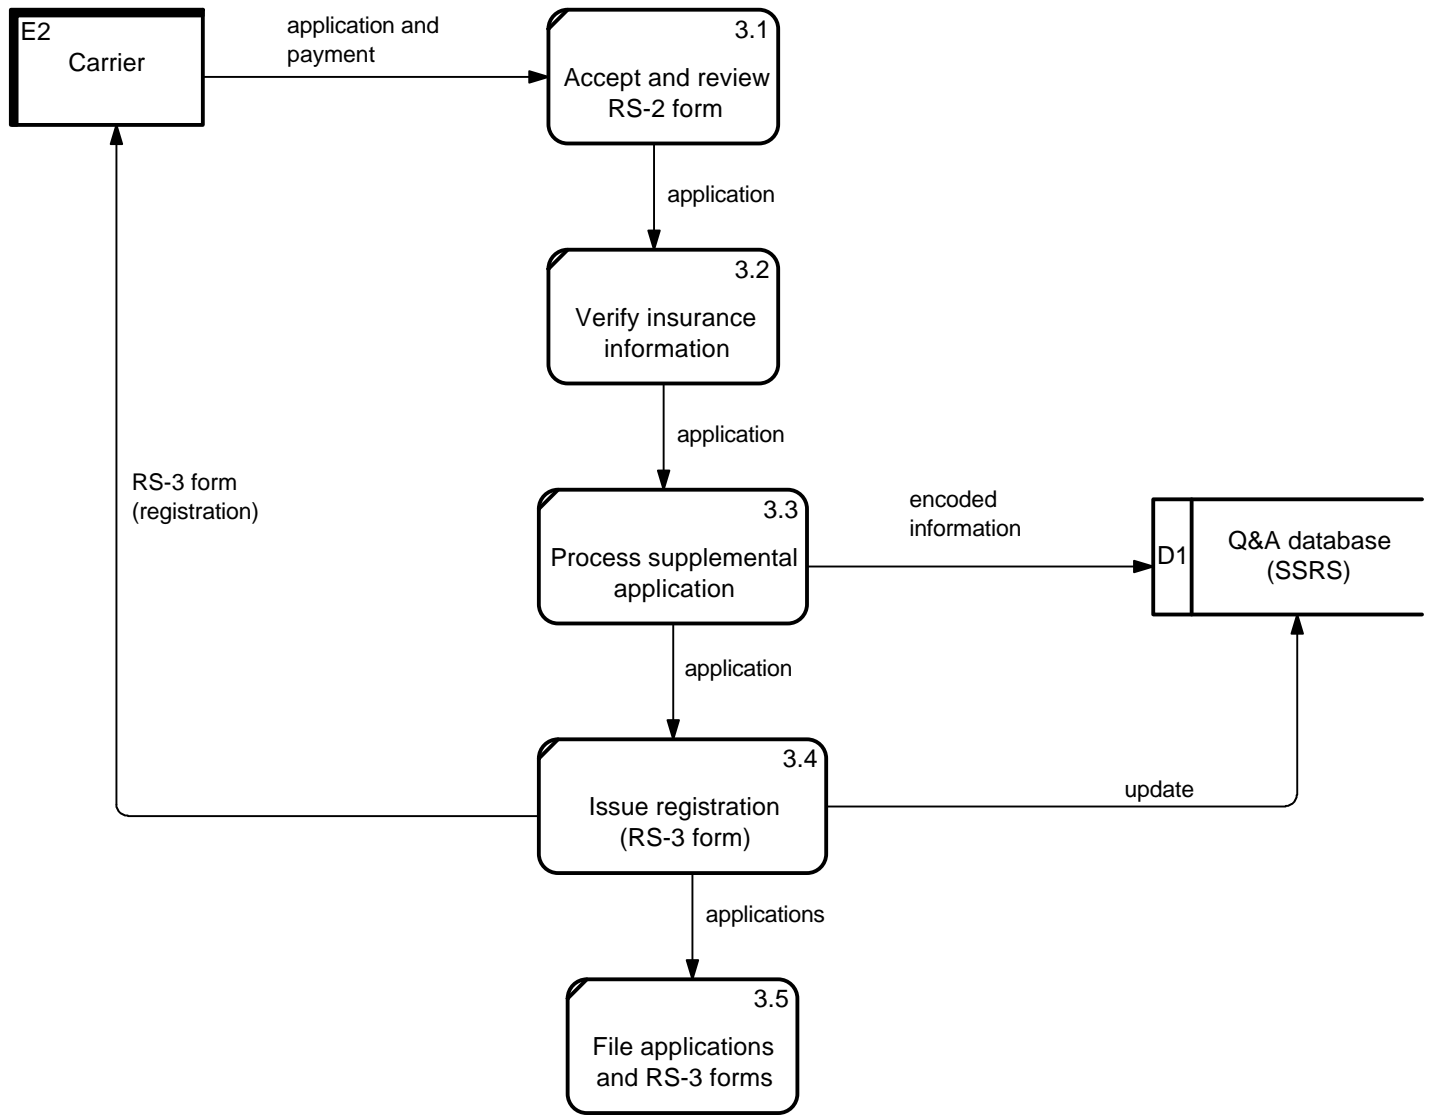 E2
Carrier
application and
payment
3.1
Accept and review
RS-2 form
application
3.2
Verify insurance
information
application
RS-3 form
(registration)
3.3
Process supplemental
application
encoded
information
D1
Q&A database
(SSRS)
application
3.4
Issue registration
(RS-3 form)
update
applications
3.5
File applications
and RS-3 forms